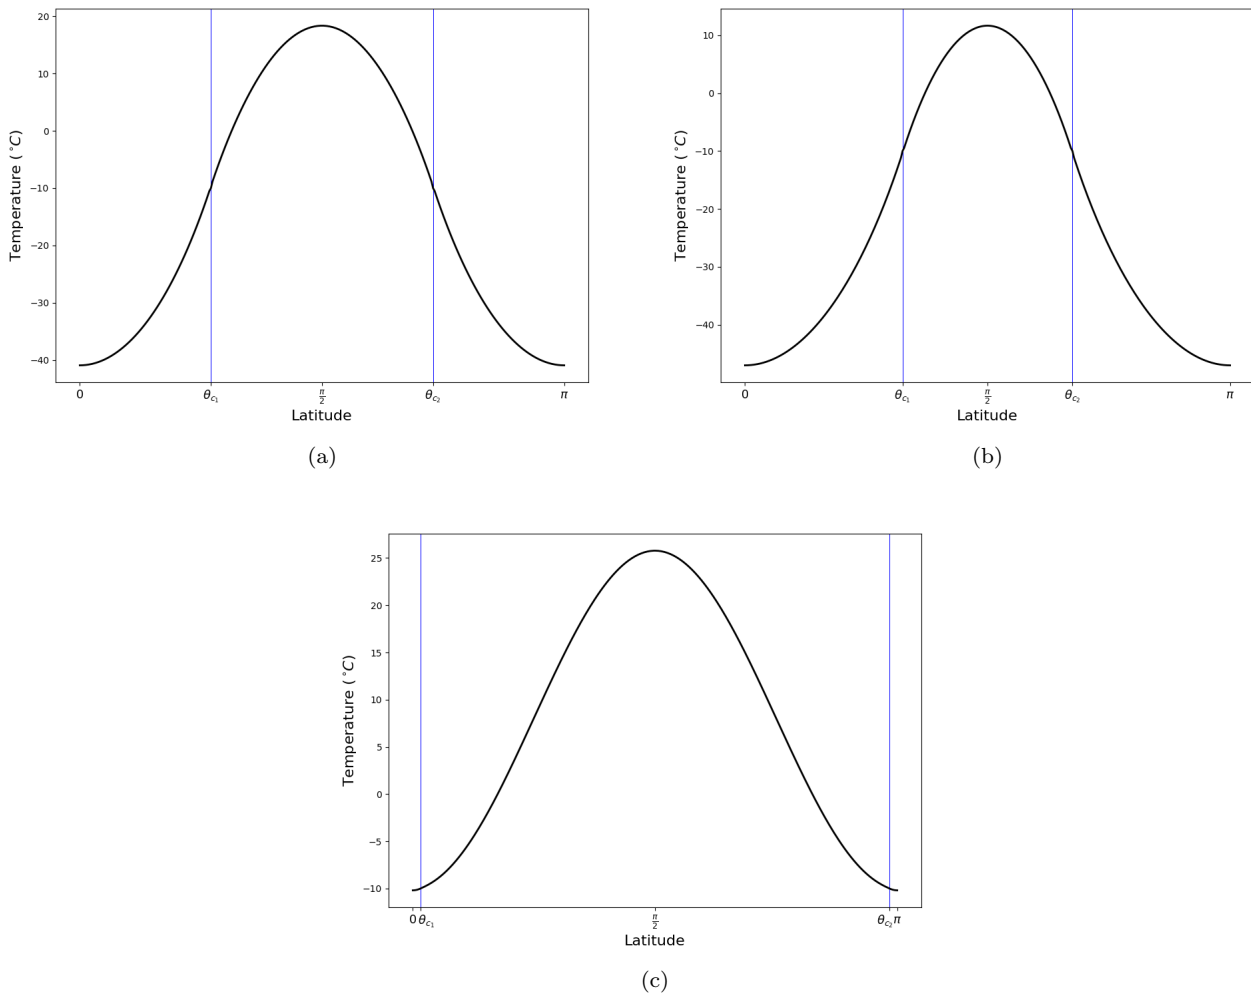 20
10
0
−10
−20
−30
−40
Temperature ( °C)
0 θc₁ π/2 θc₂ π
Latitude
(a)
10
0
−10
−20
−30
−40
Temperature ( °C)
0 θc₁ π/2 θc₂ π
Latitude
(b)
25
20
15
10
5
0
−5
−10
Temperature ( °C)
0 θc₁ π/2 θc₂ π
Latitude
(c)